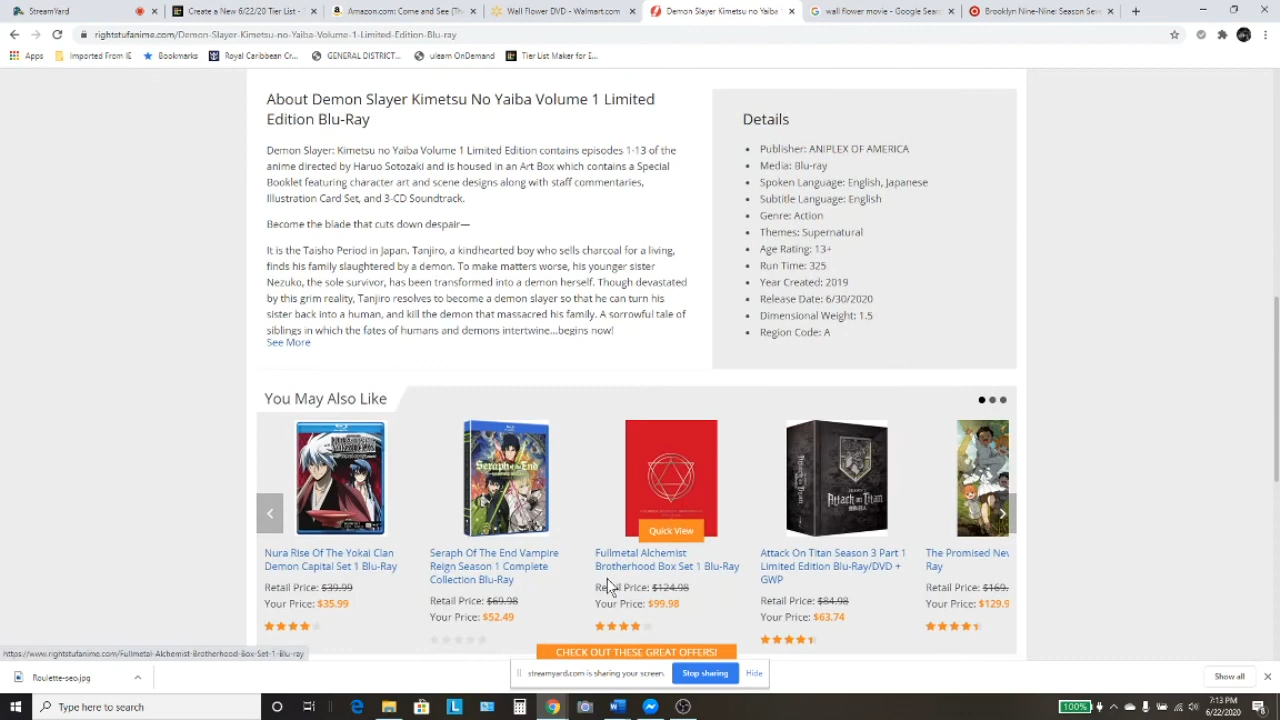 StreamYard
Create a New 6/22/20 Tier List -
Amazon.com: Come and See (The
Wall Flower DVD - Walmart.com
Demon Slayer Kimetsu no Yaiba
wall flower movie - Google Sear
Brooklyn Nine-Nine: Season Sev
rightstufanime.com/Demon-Slayer-Kimetsu-no-Yaiba-Volume-1-Limited-Edition-Blu-ray
Apps Imported From IE Bookmarks Royal Caribbean Cr... GENERAL DISTRICT... ulearn OnDemand Tier List Maker for E...
About Demon Slayer Kimetsu No Yaiba Volume 1 Limited
Edition Blu-Ray
Demon Slayer: Kimetsu no Yaiba Volume 1 Limited Edition contains episodes 1-13 of the
anime directed by Haruo Sotozaki and is housed in an Art Box which contains a Special
Booklet featuring character art and scene designs along with staff commentaries,
Illustration Card Set, and 3-CD Soundtrack.
Become the blade that cuts down despair—
It is the Taisho Period in Japan. Tanjiro, a kindhearted boy who sells charcoal for a living,
finds his family slaughtered by a demon. To make matters worse, his younger sister
Nezuko, the sole survivor, has been transformed into a demon herself. Though devastated
by this grim reality, Tanjiro resolves to become a demon slayer so that he can turn his
sister back into a human, and kill the demon that massacred his family. A sorrowful tale of
siblings in which the fates of humans and demons intertwine...begins now!
See More
Details
Publisher: ANIPLEX OF AMERICA
Media: Blu-ray
Spoken Language: English, Japanese
Subtitle Language: English
Genre: Action
Themes: Supernatural
Age Rating: 13+
Run Time: 325
Year Created: 2019
Release Date: 6/30/2020
Dimensional Weight: 1.5
Region Code: A
You May Also Like
Seraph of the End
ATTACK ON TITAN
Quick View
Nura Rise Of The Yokai Clan
Demon Capital Set 1 Blu-Ray
Retail Price: $39.99
Your Price: $35.99
Seraph Of The End Vampire
Reign Season 1 Complete
Collection Blu-Ray
Retail Price: $69.98
Your Price: $52.49
Fullmetal Alchemist
Brotherhood Box Set 1 Blu-Ray
Retail Price: $124.98
Your Price: $99.98
Attack On Titan Season 3 Part 1
Limited Edition Blu-Ray/DVD +
GWP
Retail Price: $84.98
Your Price: $63.74
The Promised Nev
Ray
Retail Price: $169.
Your Price: $129.9
CHECK OUT THESE GREAT OFFERS!
https://www.rightstufanime.com/Fullmetal-Alchemist-Brotherhood-Box-Set-1-Blu-ray
streamyard.com is sharing your screen. Stop sharing Hide
Roulette-seo.jpg
Show all
Type here to search
100%
7:13 PM
6/22/2020